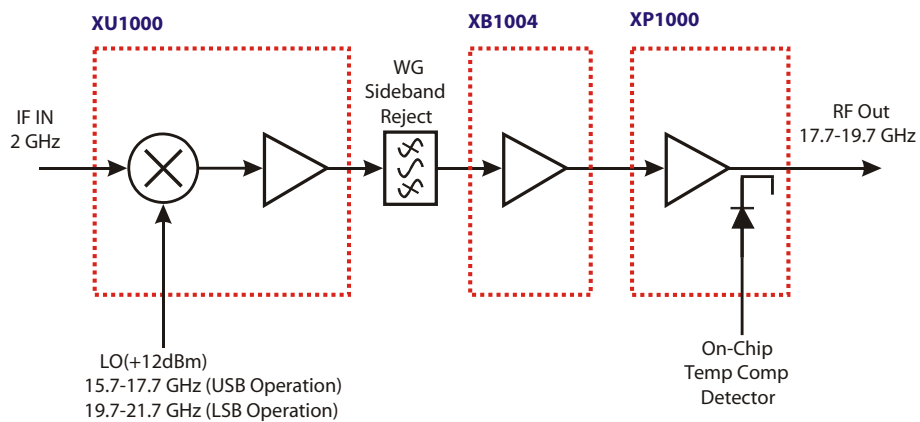 XU1000
XB1004
XP1000
WG
Sideband
Reject
IF IN
2 GHz
RF Out
17.7-19.7 GHz
LO(+12dBm)
15.7-17.7 GHz (USB Operation)
19.7-21.7 GHz (LSB Operation)
On-Chip
Temp Comp
Detector